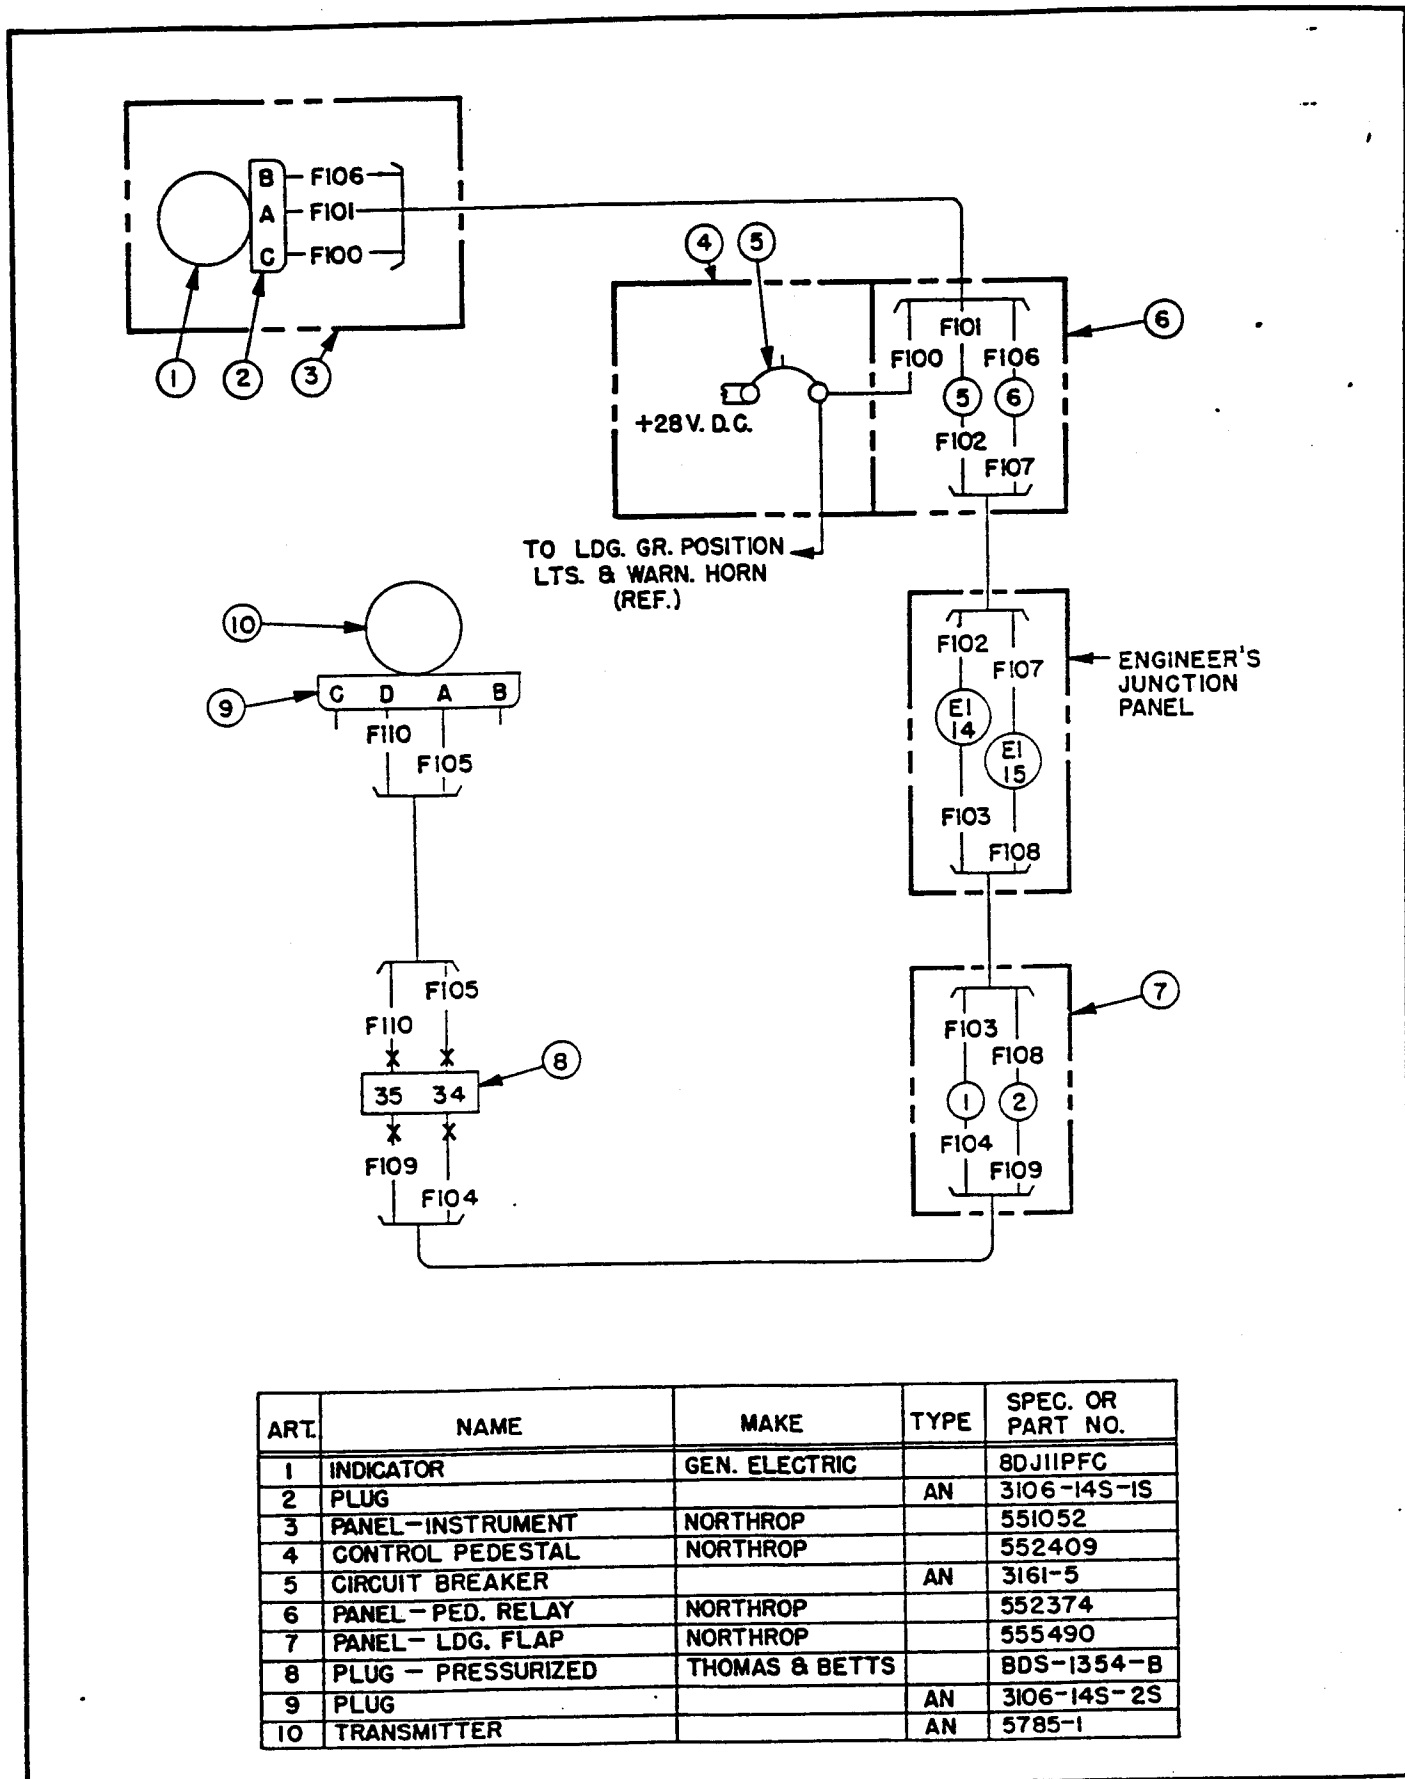 B F106
A F101
C F100
1 2 3
4 5
6
F101
F100 F106
5 6
+28V. D.C.
F102
F107
TO LDG. GR. POSITION
LTS. & WARN. HORN
(REF.)
10
9
C D A B
F110
F105
F102
F107
E1
14
E1
15
F103
F108
ENGINEER'S
JUNCTION
PANEL
F105
F110
35 34
8
F109
F104
7
F103
F108
1 2
F104
F109
ART. NAME MAKE TYPE SPEC. OR PART NO.
1 INDICATOR GEN. ELECTRIC 8DJ11PFC
2 PLUG AN 3106-14S-1S
3 PANEL-INSTRUMENT NORTHROP 551052
4 CONTROL PEDESTAL NORTHROP 552409
5 CIRCUIT BREAKER AN 3161-5
6 PANEL-PED. RELAY NORTHROP 552374
7 PANEL-LDG. FLAP NORTHROP 555490
8 PLUG - PRESSURIZED THOMAS & BETTS BDS-1354-B
9 PLUG AN 3106-14S-2S
10 TRANSMITTER AN 5785-1